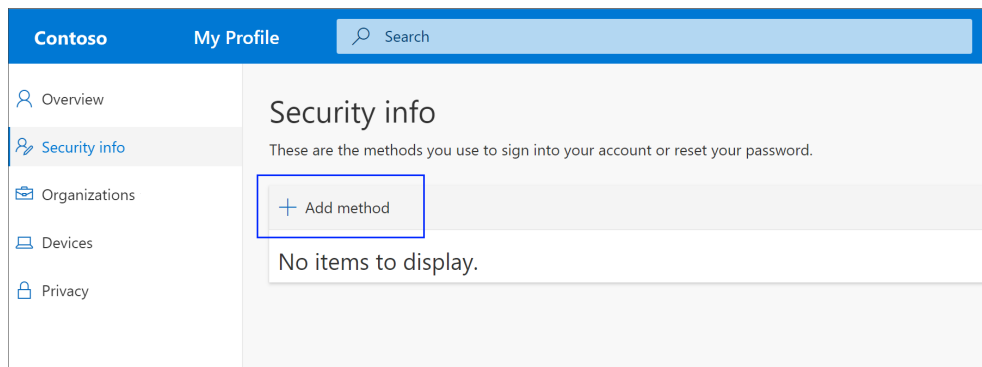 Contoso
My Profile
Search
Overview
Security info
Organizations
Devices
Privacy
Security info
These are the methods you use to sign into your account or reset your password.
Add method
No items to display.